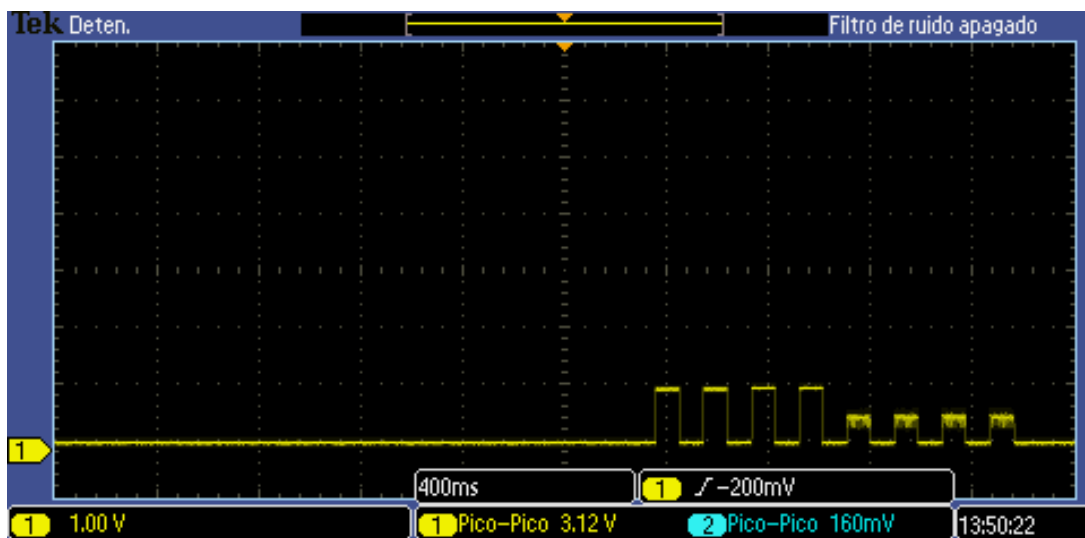 Tek Deten. Filtro de ruido apagado
1
400ms 1 ∫−200mV
1 1.00 V 1 Pico−Pico 3.12 V 2 Pico−Pico 160mV 13:50:22